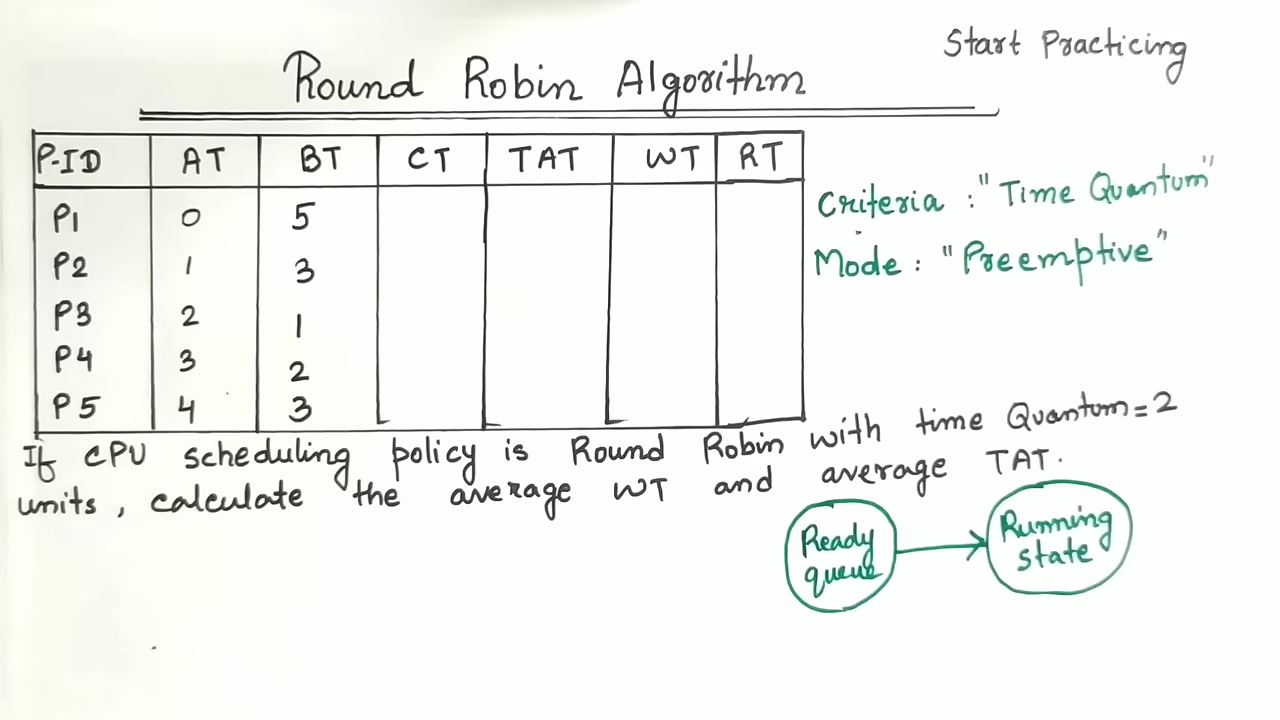 Start Practicing
Round Robin Algorithm
P-ID AT BT CT TAT WT RT
P1 0 5
P2 1 3
P3 2 1
P4 3 2
P5 4 3
Criteria : "Time Quantum"
Mode : "Preemptive"
If CPU scheduling policy is Round Robin with time Quantum = 2
units, calculate the average WT and average TAT.
Ready
queue
Running
state